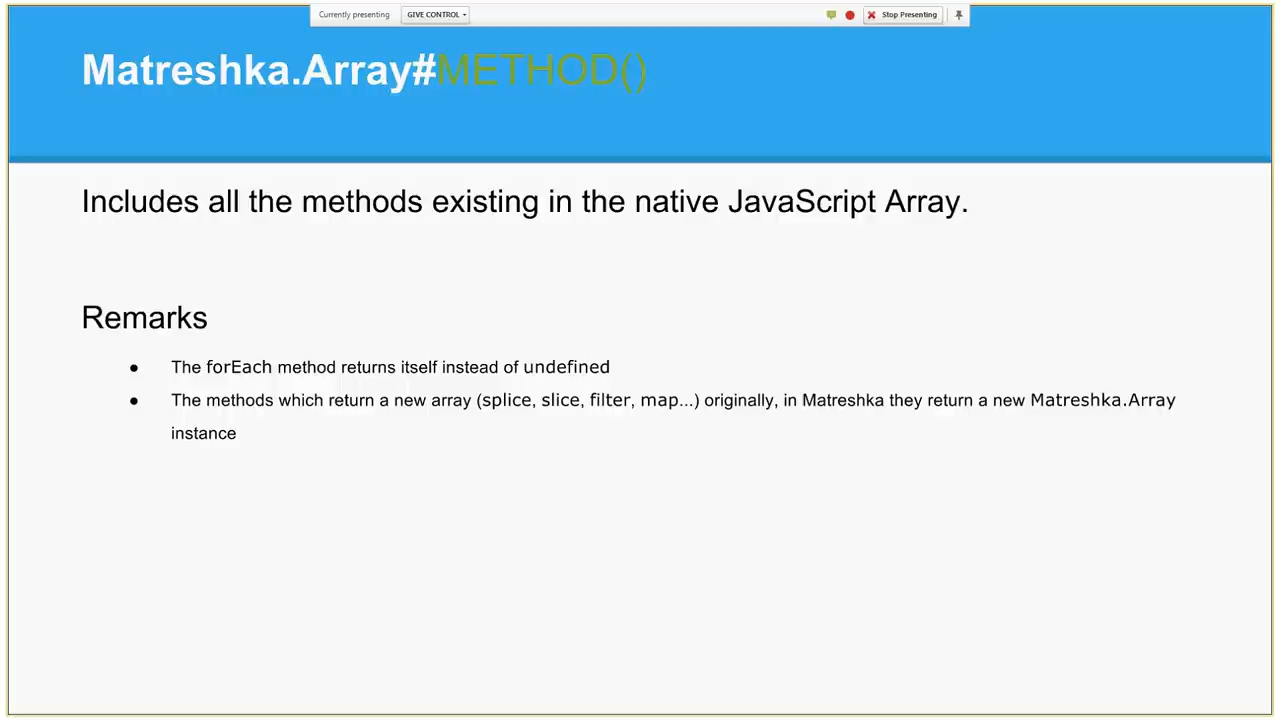 Currently presenting GIVE CONTROL Stop Presenting
Matreshka.Array#METHOD()
Includes all the methods existing in the native JavaScript Array.
Remarks
● The forEach method returns itself instead of undefined
● The methods which return a new array (splice, slice, filter, map...) originally, in Matreshka they return a new Matreshka.Array
instance